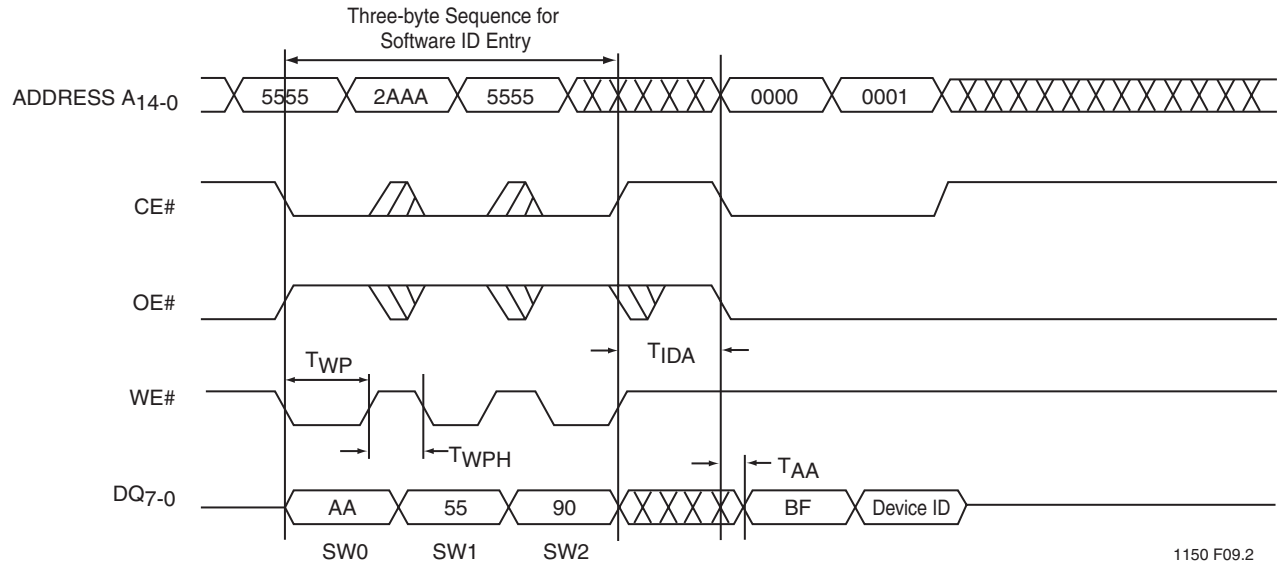 Three-byte Sequence for
Software ID Entry
ADDRESS A14-0
5555
2AAA
5555
0000
0001
CE#
OE#
TWP
TIDA
WE#
TWPH
TAA
DQ7-0
AA
55
90
BF
Device ID
SW0
SW1
SW2
1150 F09.2